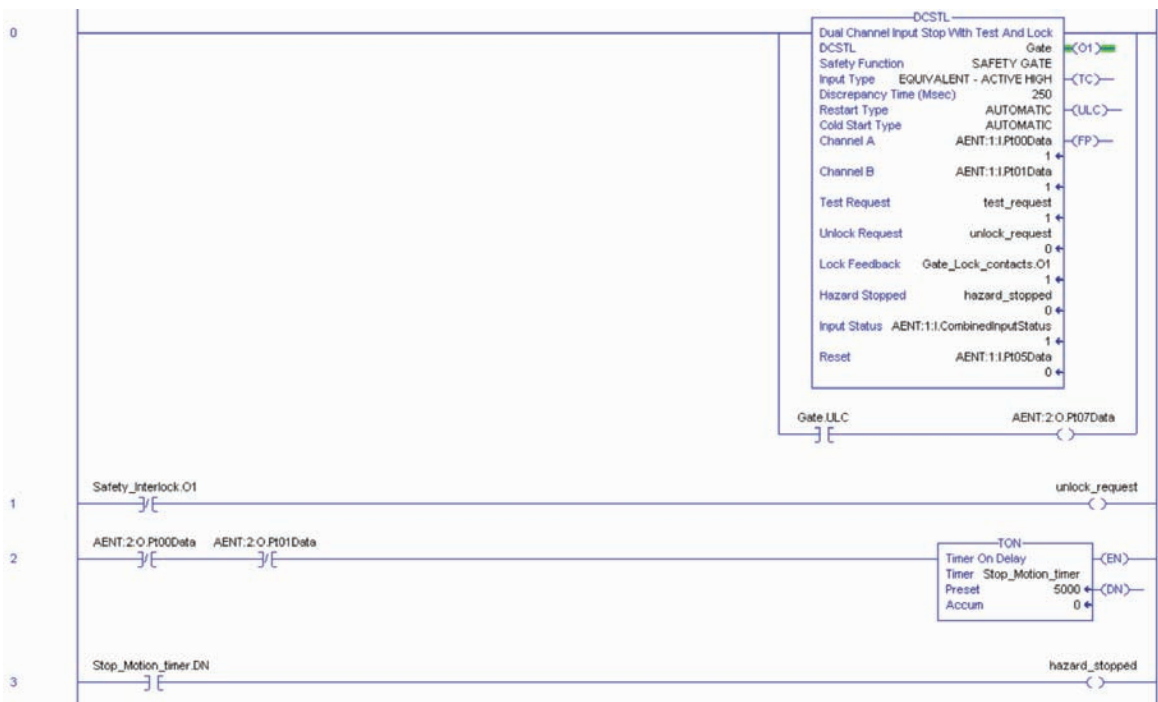 0
DCSTL
Dual Channel Input Stop With Test And Lock
DCSTL Gate (O1)
Safety Function SAFETY GATE
Input Type EQUIVALENT - ACTIVE HIGH (TC)
Discrepancy Time (Msec) 250
Restart Type AUTOMATIC (ULC)
Cold Start Type AUTOMATIC
Channel A AENT:1:I.Pt00Data (FP)
1
Channel B AENT:1:I.Pt01Data
1
Test Request test_request
1
Unlock Request unlock_request
0
Lock Feedback Gate_Lock_contacts.O1
1
Hazard Stopped hazard_stopped
0
Input Status AENT:1:I.CombinedInputStatus
1
Reset AENT:1:I.Pt05Data
0
Gate.ULC AENT:2:O.Pt07Data
Safety_Interlock.O1 unlock_request
1
AENT:2:O.Pt00Data AENT:2:O.Pt01Data
2
TON
Timer On Delay (EN)
Timer Stop_Motion_timer
Preset 5000 (DN)
Accum 0
Stop_Motion_timer.DN hazard_stopped
3